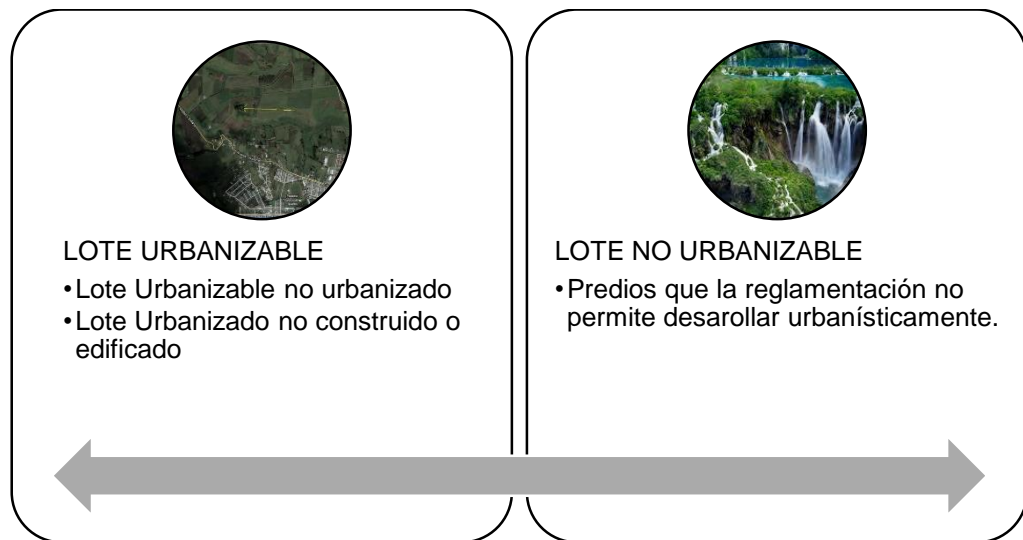 LOTE URBANIZABLE
•Lote Urbanizable no urbanizado
•Lote Urbanizado no construido o
edificado
LOTE NO URBANIZABLE
•Predios que la reglamentación no
permite desarollar urbanísticamente.